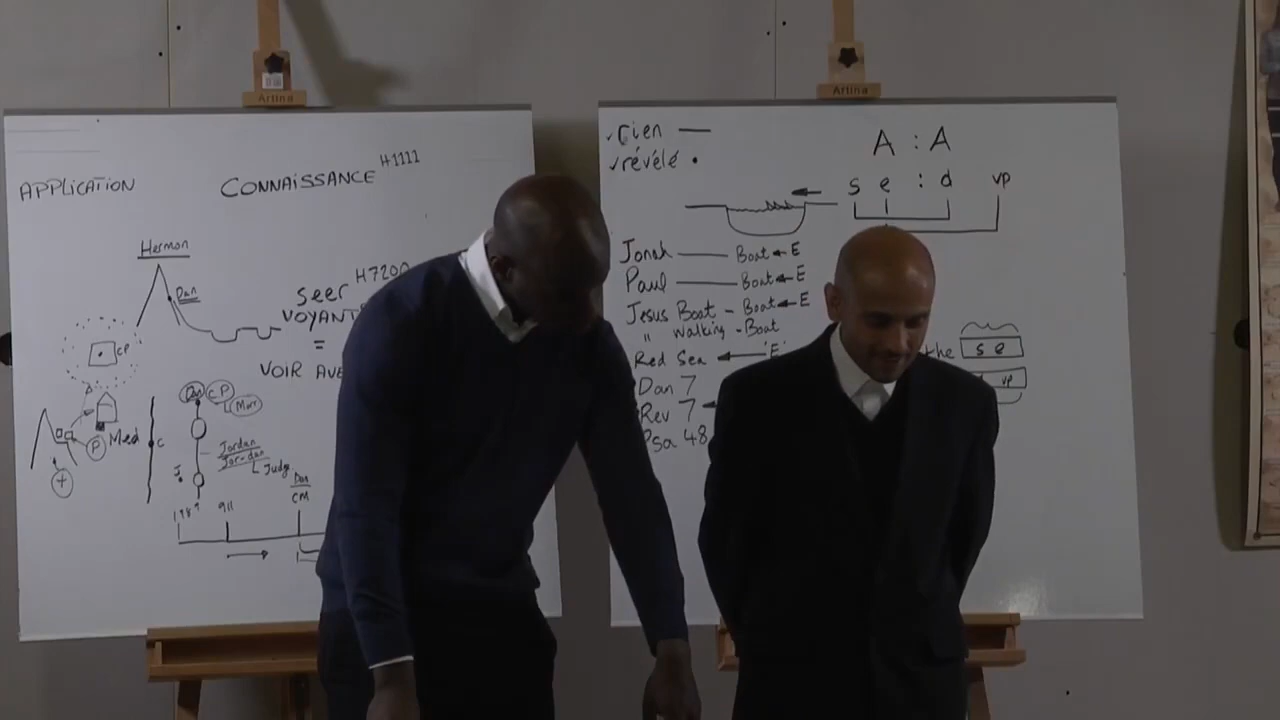 Artina
APPLICATION
CONNAISSANCE H1111
Hermon
Dan
seer H7200
VOYANT
=
VOIR AVE
CP
Dan CP
Marr
Med
P
C
Jordan
Jor-dan
L Judg
J.
+
Dan
CM
1989
911
Artina
rien —
révélé •
A : A
s e : d vp
Jonah — Boat ← E
Paul — Boat ← E
Jesus Boat - Boat ← E
" Walking - Boat
Red Sea ← 'E'
Dan 7
Rev 7
Psa 48
the s e
vp